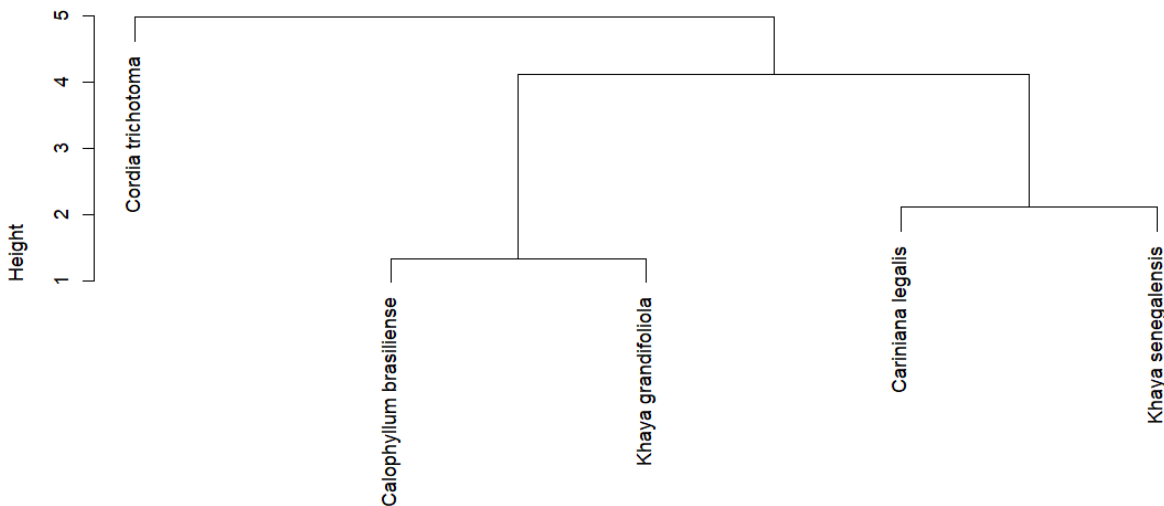 Height
5
4
3
2
1
Cordia trichotoma
Calophyllum brasiliense
Khaya grandifoliola
Cariniana legalis
Khaya senegalensis